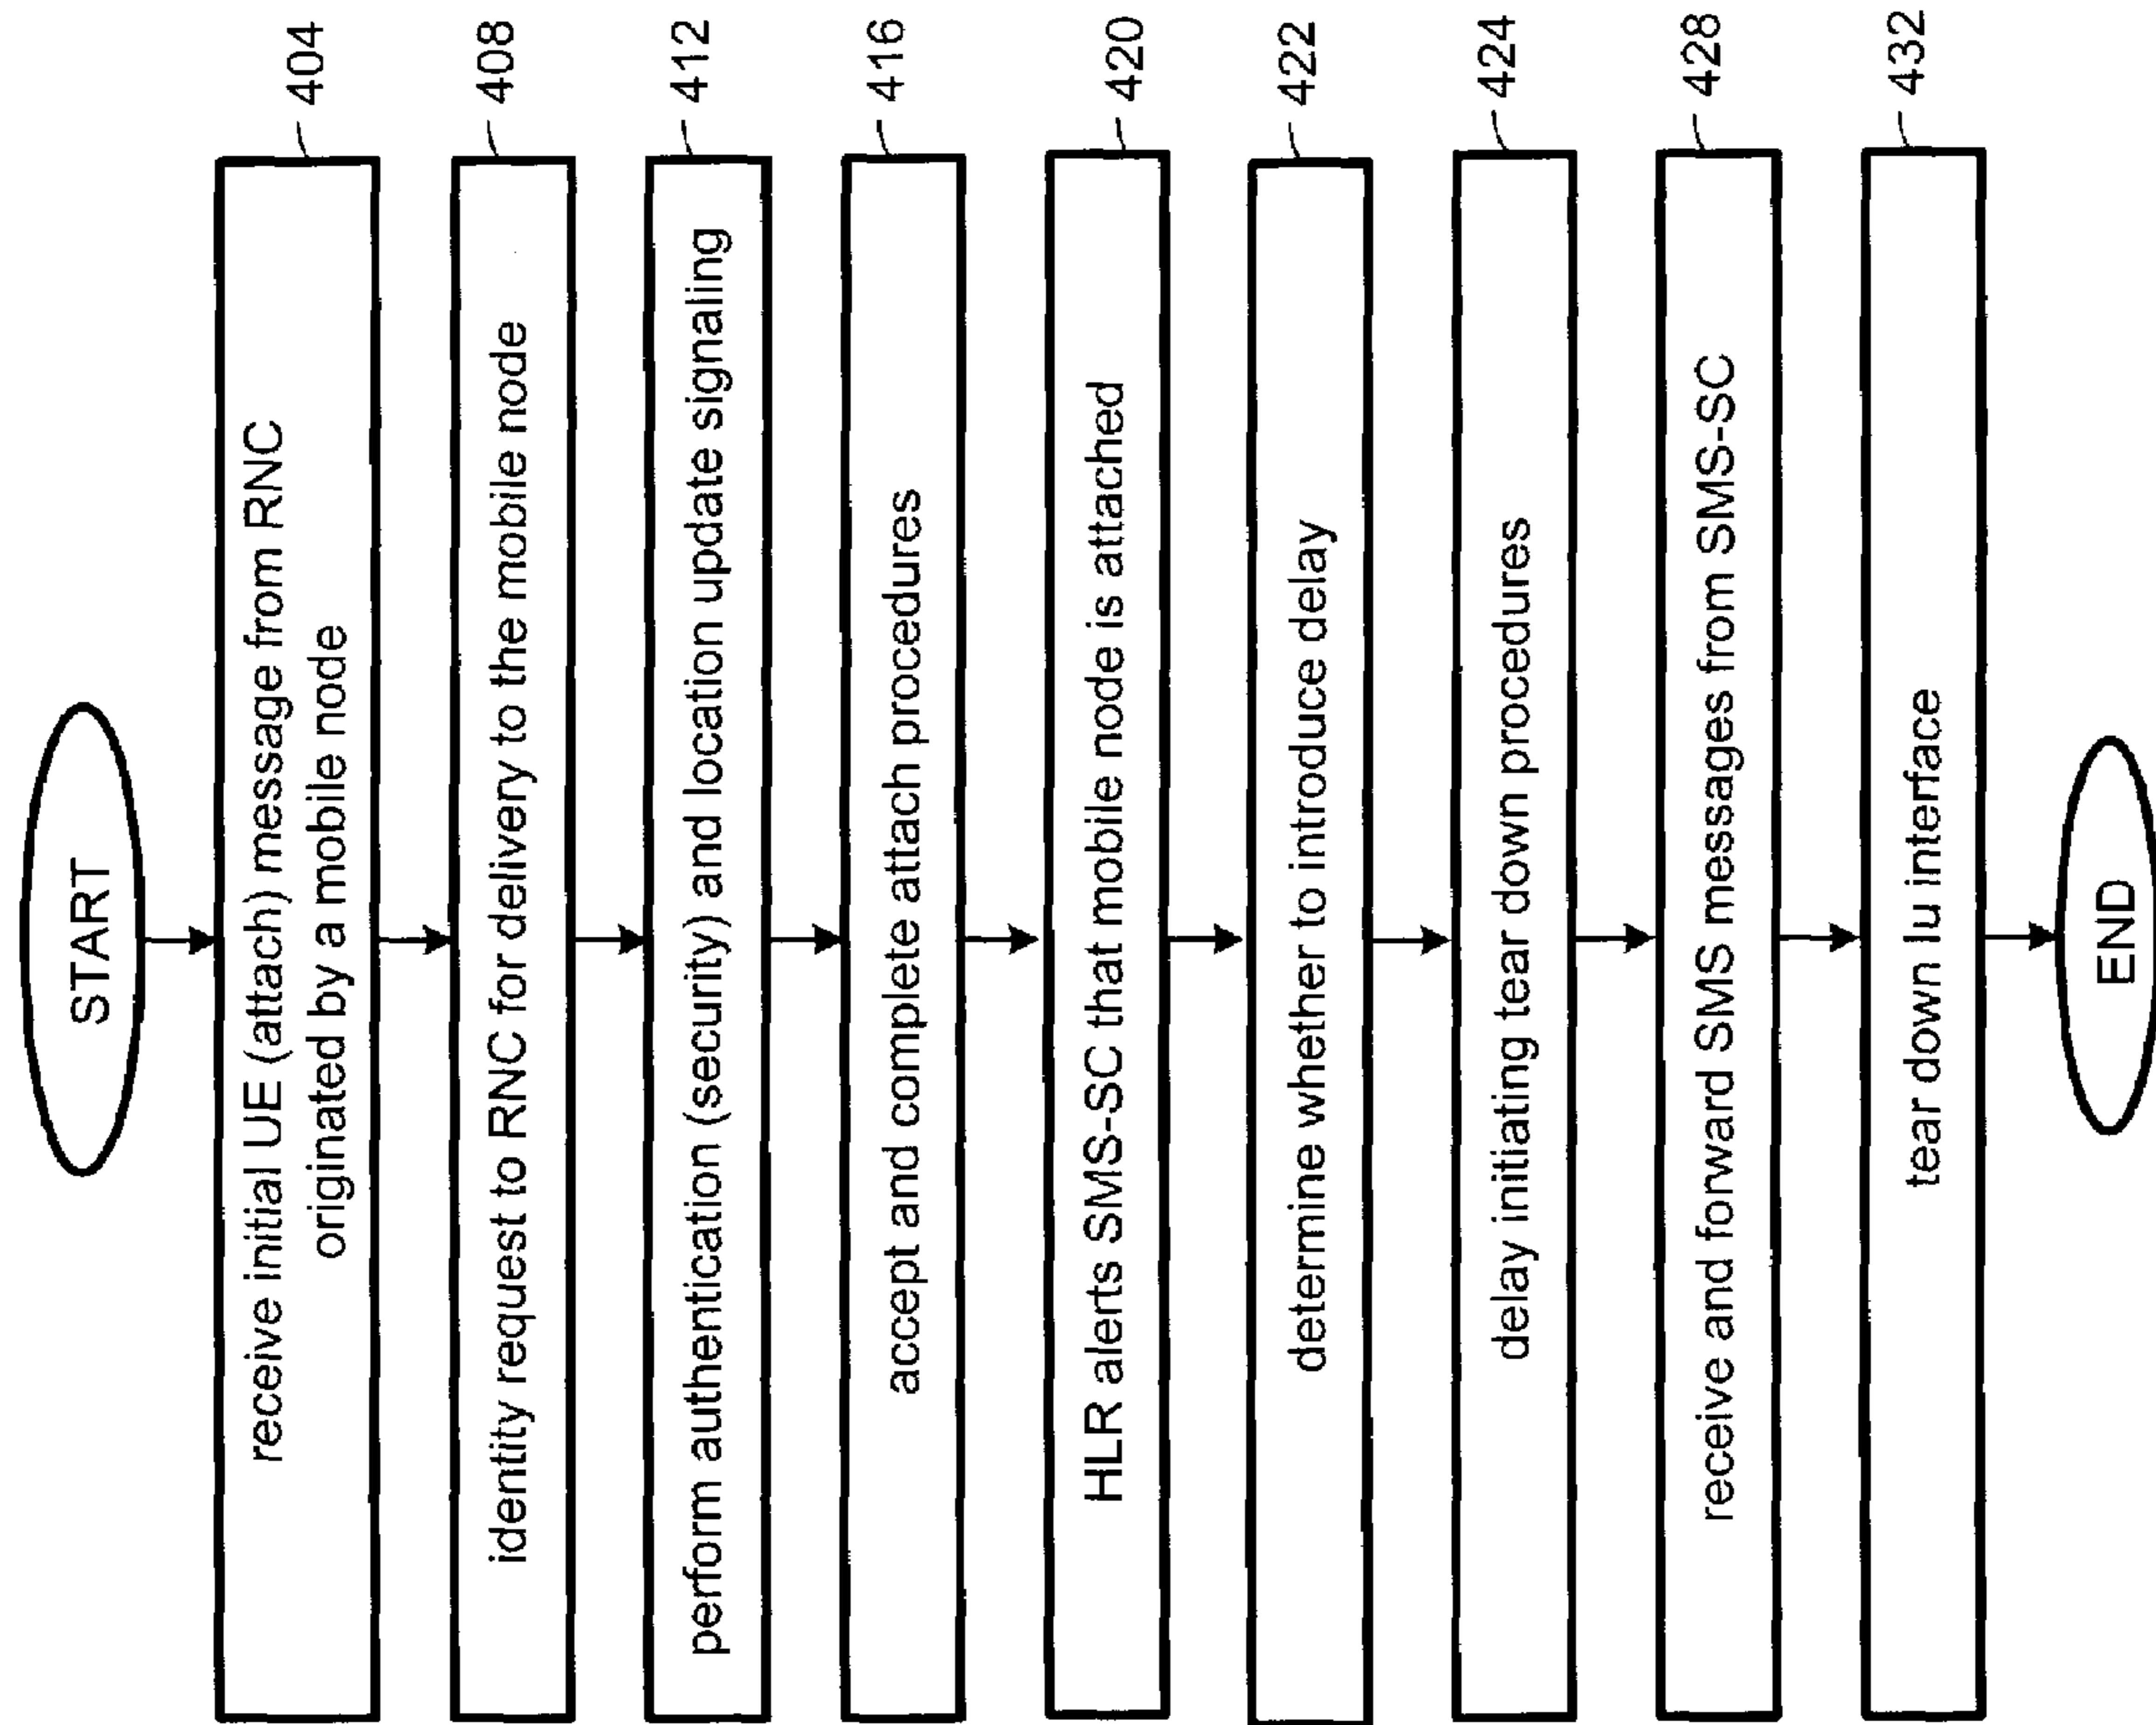 START
receive initial UE (attach) message from RNC
originated by a mobile node
404
identity request to RNC for delivery to the mobile node
408
perform authentication (security) and location update signaling
412
accept and complete attach procedures
416
HLR alerts SMS-SC that mobile node is attached
420
determine whether to introduce delay
422
delay initiating tear down procedures
424
receive and forward SMS messages from SMS-SC
428
tear down Iu interface
432
END